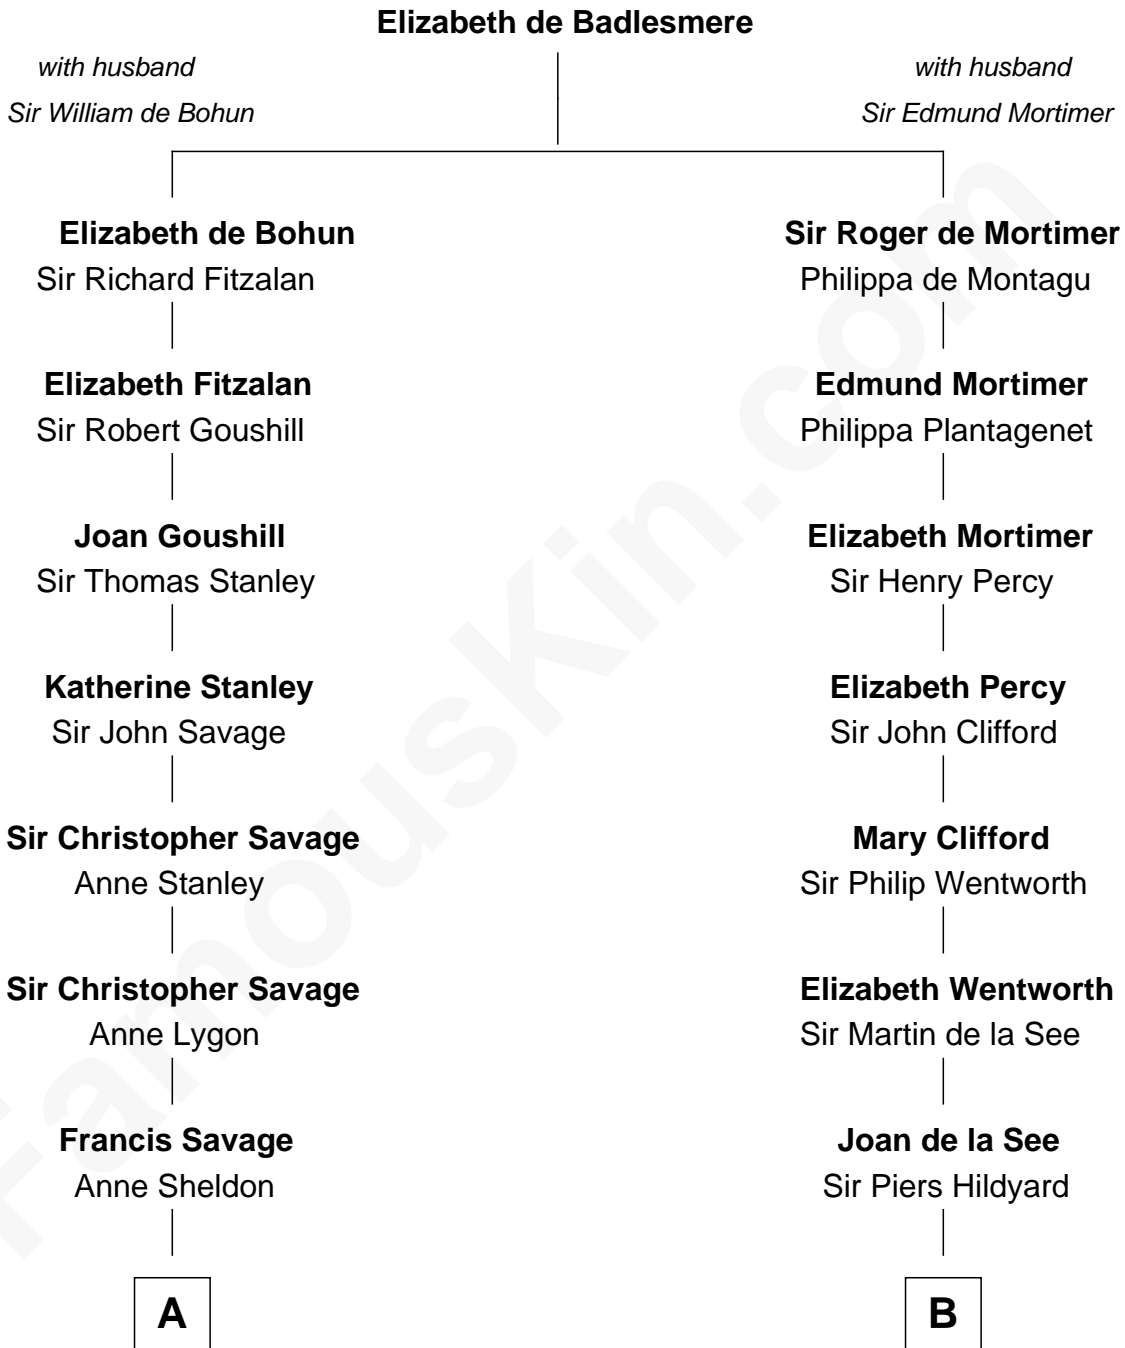 Elizabeth de Badlesmere
with husband
Sir William de Bohun
with husband
Sir Edmund Mortimer
Elizabeth de Bohun
Sir Richard Fitzalan
Elizabeth Fitzalan
Sir Robert Goushill
Joan Goushill
Sir Thomas Stanley
Katherine Stanley
Sir John Savage
Sir Christopher Savage
Anne Stanley
Sir Christopher Savage
Anne Lygon
Francis Savage
Anne Sheldon
A
Sir Roger de Mortimer
Philippa de Montagu
Edmund Mortimer
Philippa Plantagenet
Elizabeth Mortimer
Sir Henry Percy
Elizabeth Percy
Sir John Clifford
Mary Clifford
Sir Philip Wentworth
Elizabeth Wentworth
Sir Martin de la See
Joan de la See
Sir Piers Hildyard
B
FamousKin.com